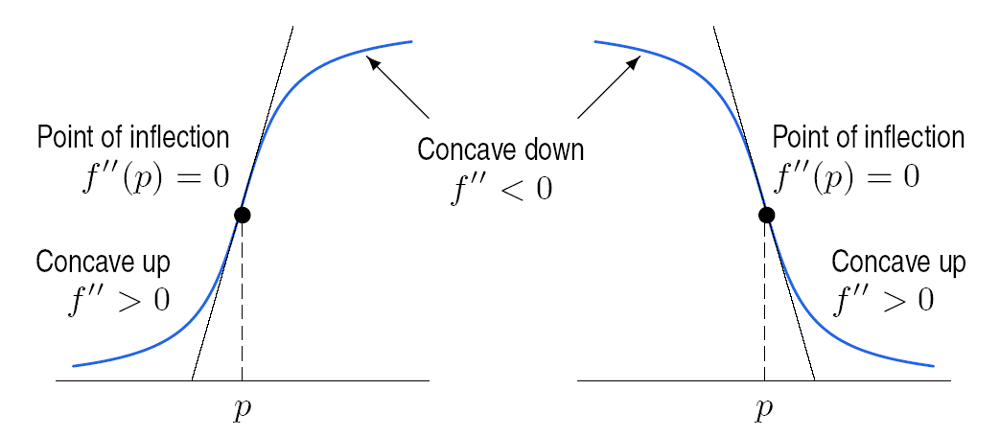 Point of inflection
f′′(p) = 0
Concave up
f′′ > 0
p
Concave down
f′′ < 0
Point of inflection
f′′(p) = 0
Concave up
f′′ > 0
p